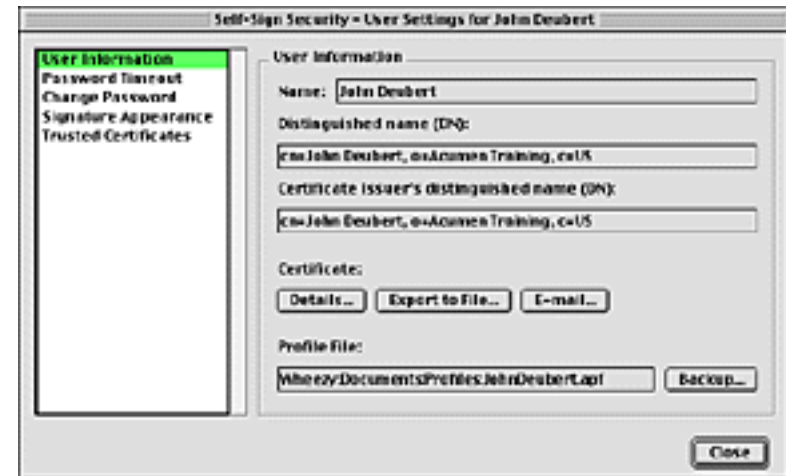 Self-Sign Security - User Settings for John Deubert
User Information
Password Timeout
Change Password
Signature Appearance
Trusted Certificates
User Information
Name: John Deubert
Distinguished name (DN):
cn=John Deubert, o=Acumen Training, c=US
Certificate Issuer's distinguished name (DN):
cn=John Deubert, o=Acumen Training, c=US
Certificate:
Details... Export to File... E-mail...
Profile File:
Wheezy:Documents:Profiles:JohnDeubert.apf Backup...
Close